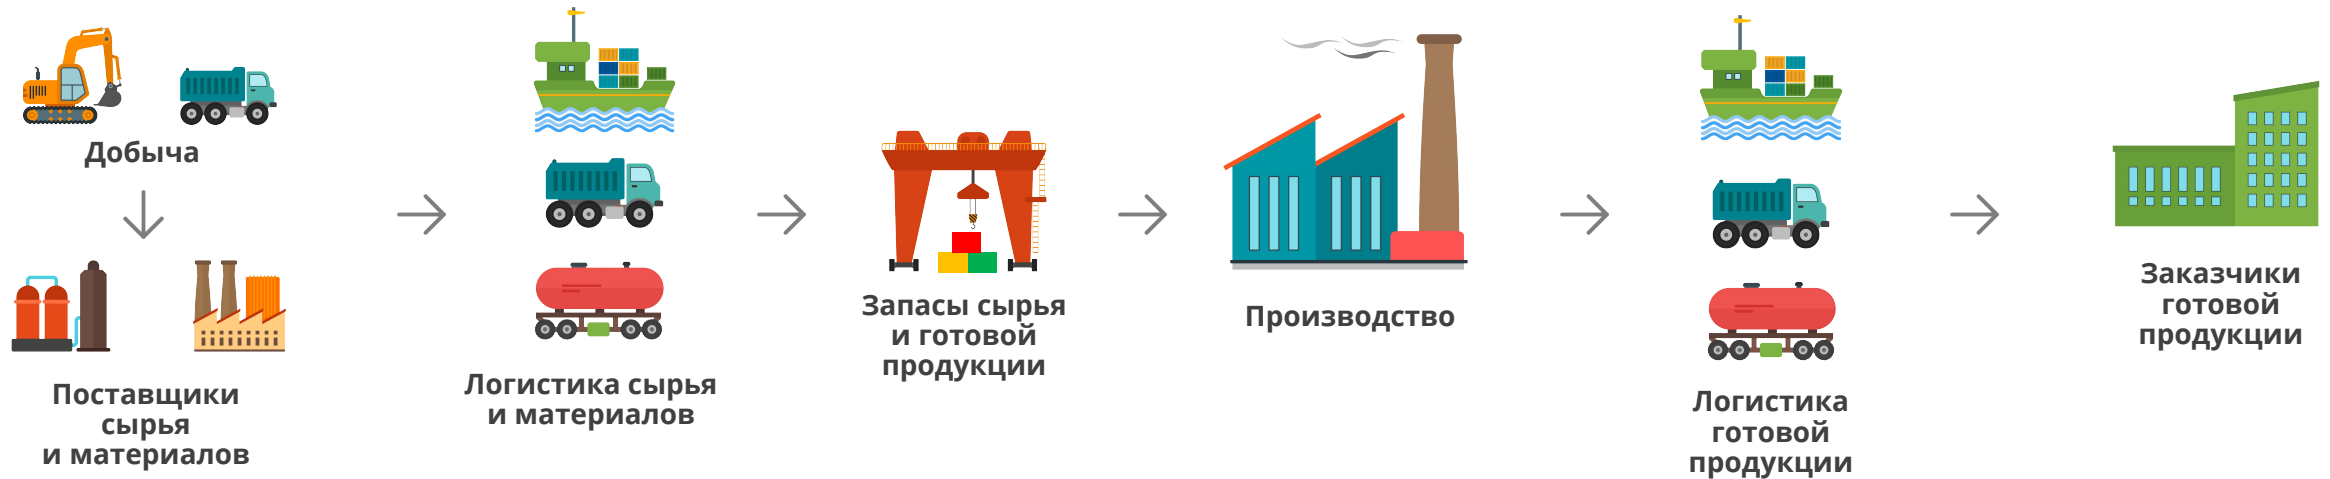 Добыча
Поставщики
сырья
и материалов
Логистика сырья
и материалов
Запасы сырья
и готовой
продукции
Производство
Логистика
готовой
продукции
Заказчики
готовой
продукции